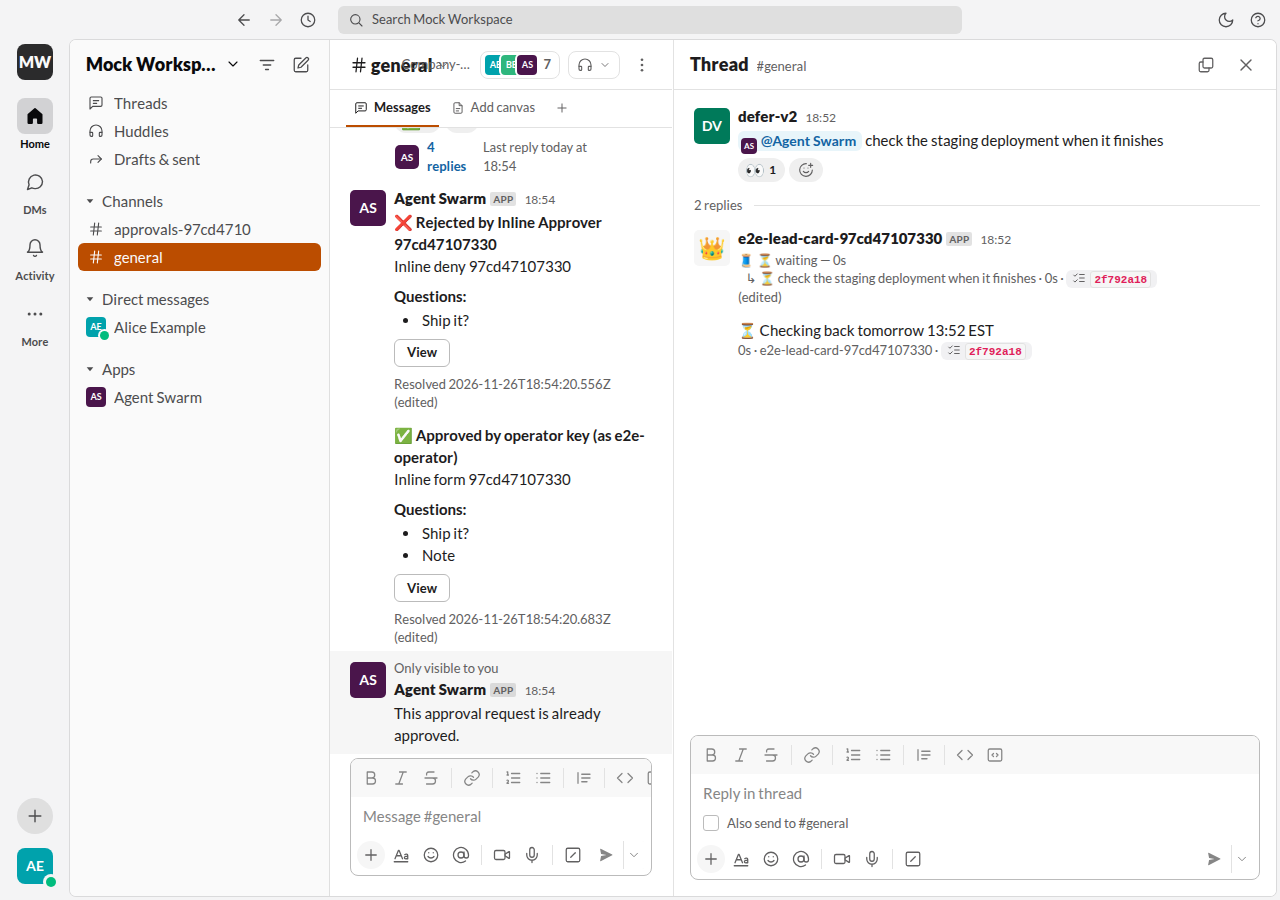 Search Mock Workspace
MW
Home
DMs
Activity
More
AE
Mock Worksp...
Threads
Huddles
Drafts & sent
Channels
approvals-97cd4710
general
Direct messages
AE Alice Example
Apps
AS Agent Swarm
# general
Company-...
AE BE AS 7
Messages
Add canvas
AS 4 replies
Last reply today at 18:54
AS
Agent Swarm APP 18:54
❌ Rejected by Inline Approver
97cd47107330
Inline deny 97cd47107330
Questions:
• Ship it?
View
Resolved 2026-11-26T18:54:20.556Z
(edited)
✅ Approved by operator key (as e2e-
operator)
Inline form 97cd47107330
Questions:
• Ship it?
• Note
View
Resolved 2026-11-26T18:54:20.683Z
(edited)
Only visible to you
AS
Agent Swarm APP 18:54
This approval request is already
approved.
Message #general
Thread #general
DV
defer-v2 18:52
AS @Agent Swarm check the staging deployment when it finishes
👀 1
2 replies
e2e-lead-card-97cd47107330 APP 18:52
🧵 ⏳ waiting — 0s
↳ ⏳ check the staging deployment when it finishes · 0s · 2f792a18
(edited)
⏳ Checking back tomorrow 13:52 EST
0s · e2e-lead-card-97cd47107330 · 2f792a18
Reply in thread
Also send to #general